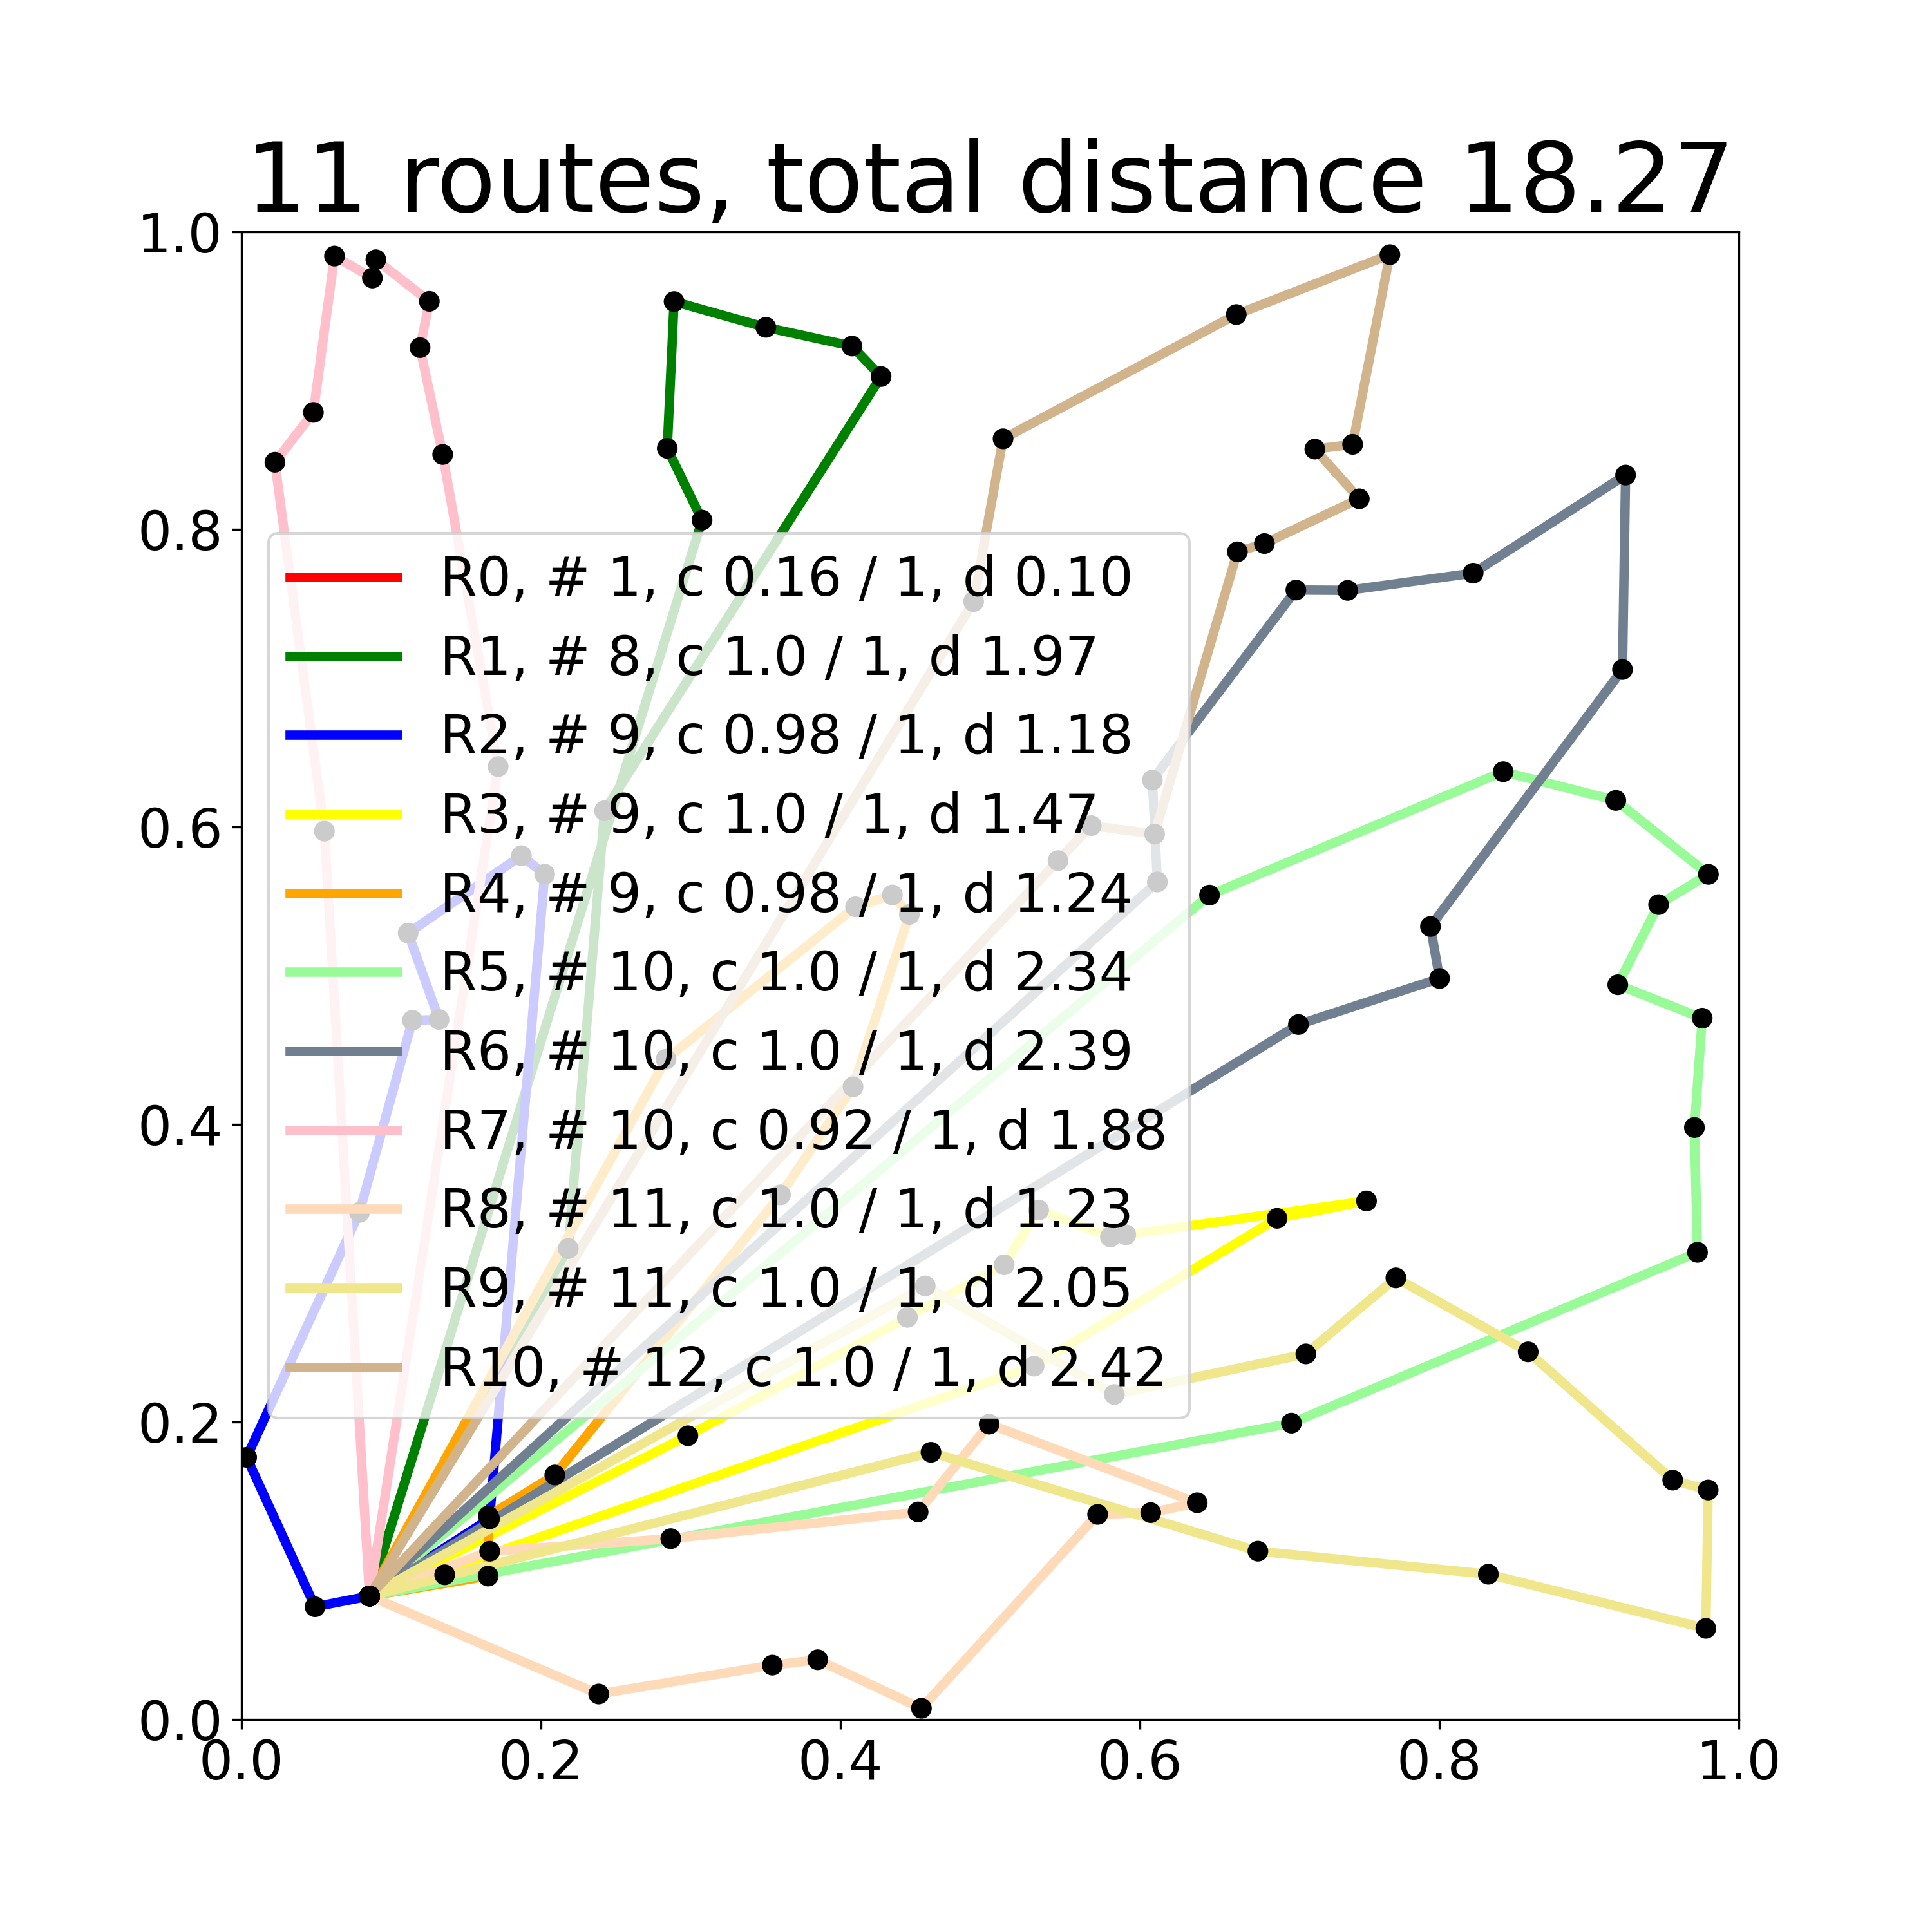 11 routes, total distance 18.27
1.0
0.8
0.6
0.4
0.2
0.0
R0, # 1, c 0.16 / 1, d 0.10
R1, # 8, c 1.0 / 1, d 1.97
R2, # 9, c 0.98 / 1, d 1.18
R3, # 9, c 1.0 / 1, d 1.47
R4, # 9, c 0.98 / 1, d 1.24
R5, # 10, c 1.0 / 1, d 2.34
R6, # 10, c 1.0 / 1, d 2.39
R7, # 10, c 0.92 / 1, d 1.88
R8, # 11, c 1.0 / 1, d 1.23
R9, # 11, c 1.0 / 1, d 2.05
R10, # 12, c 1.0 / 1, d 2.42
0.0 0.2 0.4 0.6 0.8 1.0